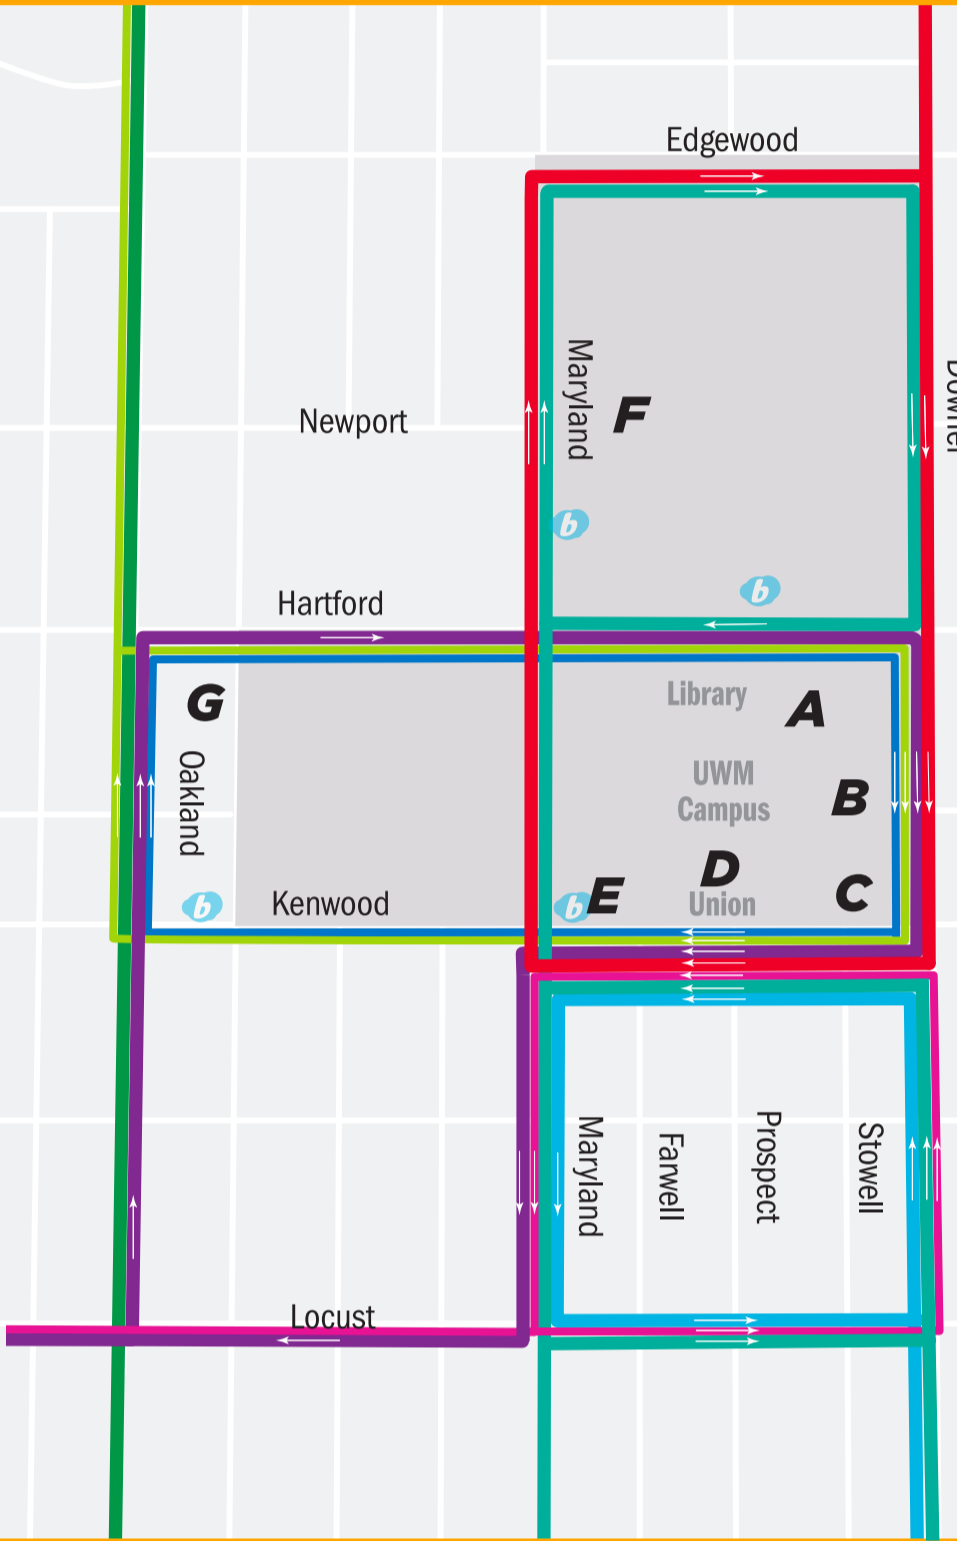 Edgewood
Maryland
F
Newport
b
b
Hartford
G
Library
A
Oakland
UWM
Campus
B
D
E
C
b
Kenwood
b
Union
Maryland
Farwell
Prospect
Stowell
Locust